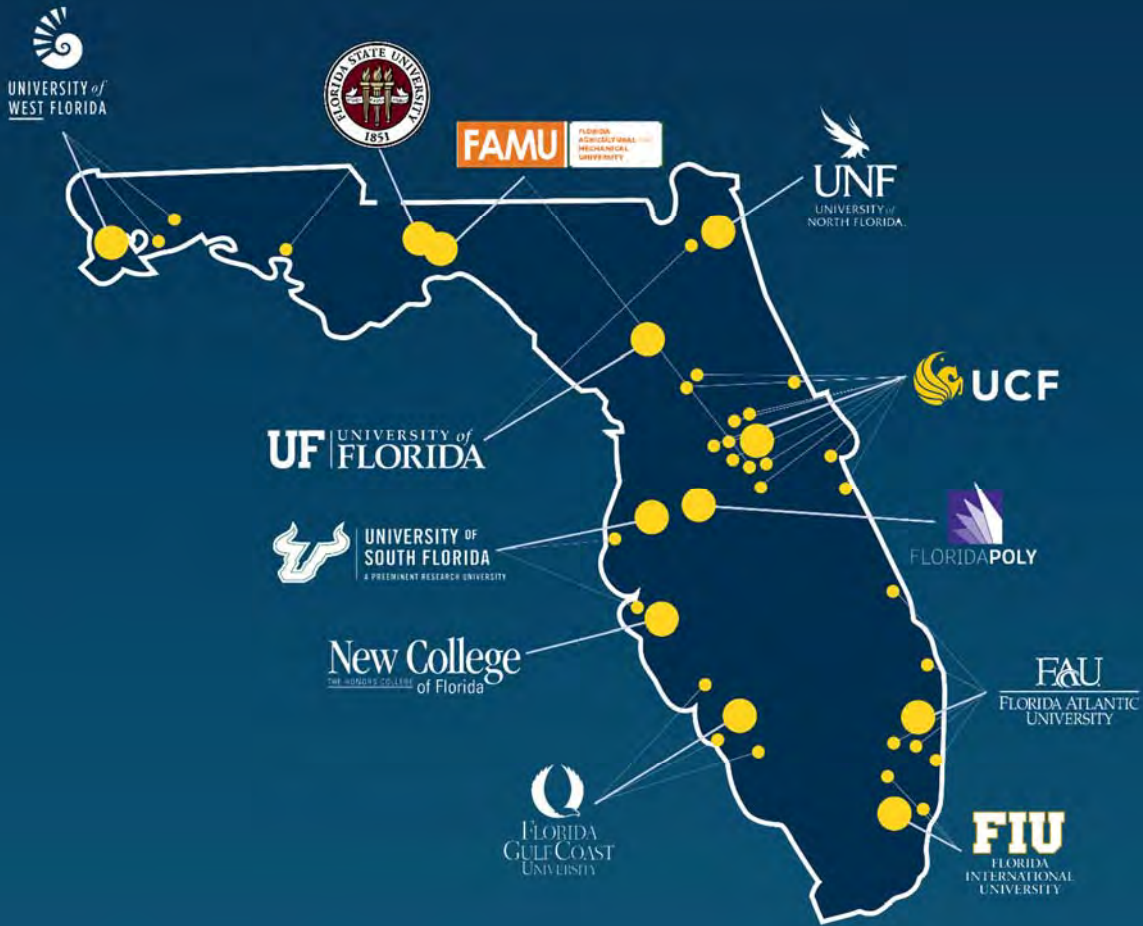 UNIVERSITY of
WEST FLORIDA
FLORIDA STATE UNIVERSITY
1851
FAMU
FLORIDA
AGRICULTURAL AND
MECHANICAL
UNIVERSITY
UNF
UNIVERSITY of
NORTH FLORIDA
UCF
UF
UNIVERSITY of
FLORIDA
UNIVERSITY OF
SOUTH FLORIDA
A PREEMINENT RESEARCH UNIVERSITY
FLORIDAPOLY
New College
THE HONORS COLLEGE
of Florida
FAU
FLORIDA ATLANTIC
UNIVERSITY
FLORIDA
GULF COAST
UNIVERSITY
FIU
FLORIDA
INTERNATIONAL
UNIVERSITY